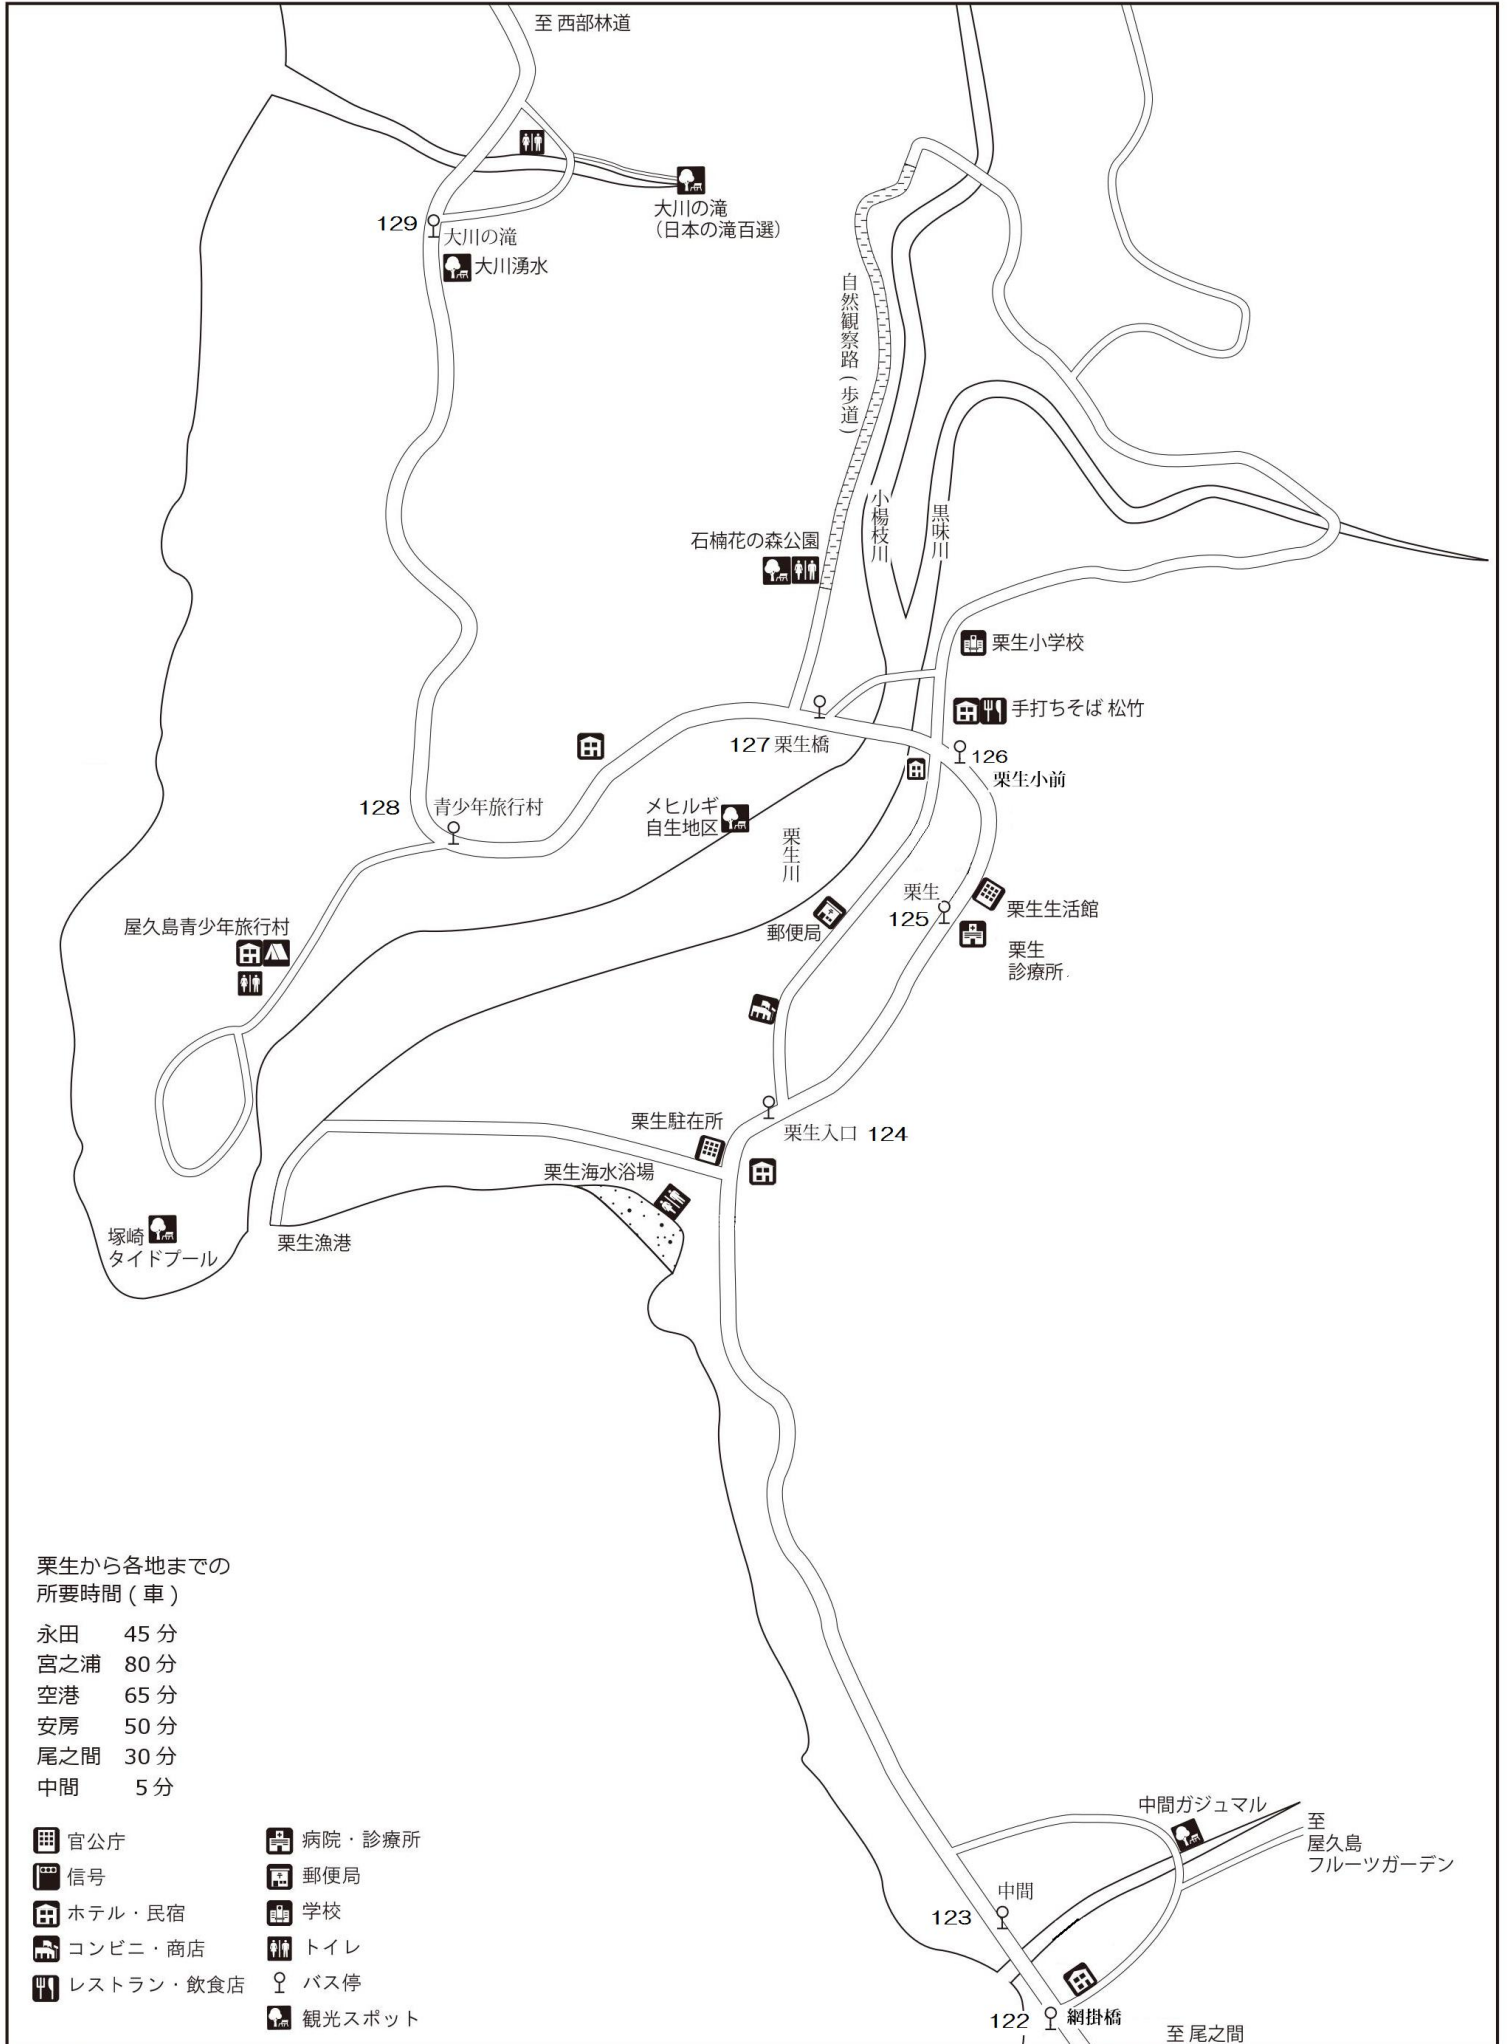 至 西部林道
大川の滝
(日本の滝百選)
129
大川の滝
大川湧水
自然観察路(歩道)
小楊枝川
黒味川
石楠花の森公園
栗生小学校
手打ちそば 松竹
127 栗生橋
126
栗生小前
128
青少年旅行村
メヒルギ
自生地区
栗生川
栗生
125
栗生生活館
郵便局
栗生
診療所
屋久島青少年旅行村
栗生駐在所
栗生入口 124
栗生海水浴場
塚崎
タイドプール
栗生漁港
栗生から各地までの
所要時間 ( 車 )
永田 45 分
宮之浦 80 分
空港 65 分
安房 50 分
尾之間 30 分
中間 5 分
中間ガジュマル
至
屋久島
フルーツガーデン
中間
123
122 網掛橋
至 尾之間
官公庁
信号
ホテル・民宿
コンビニ・商店
レストラン・飲食店
病院・診療所
郵便局
学校
トイレ
バス停
観光スポット